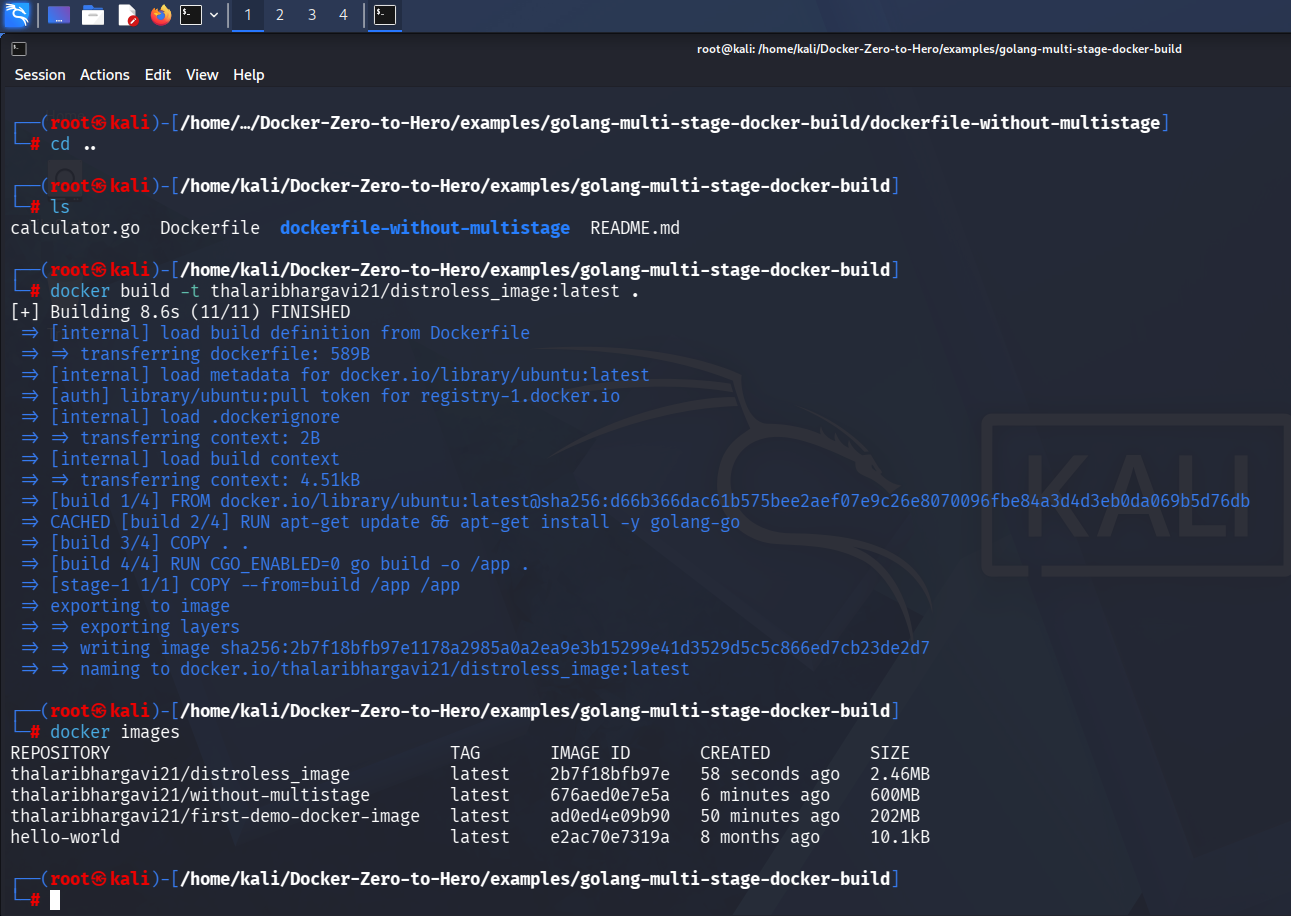 1 2 3 4
root@kali: /home/kali/Docker-Zero-to-Hero/examples/golang-multi-stage-docker-build
Session Actions Edit View Help
┌──(root㉿kali)-[/home/…/Docker-Zero-to-Hero/examples/golang-multi-stage-docker-build/dockerfile-without-multistage]
└─# cd ..
┌──(root㉿kali)-[/home/kali/Docker-Zero-to-Hero/examples/golang-multi-stage-docker-build]
└─# ls
calculator.go  Dockerfile  dockerfile-without-multistage  README.md
┌──(root㉿kali)-[/home/kali/Docker-Zero-to-Hero/examples/golang-multi-stage-docker-build]
└─# docker build -t thalaribhargavi21/distroless_image:latest .
[+] Building 8.6s (11/11) FINISHED
 => [internal] load build definition from Dockerfile
 => => transferring dockerfile: 589B
 => [internal] load metadata for docker.io/library/ubuntu:latest
 => [auth] library/ubuntu:pull token for registry-1.docker.io
 => [internal] load .dockerignore
 => => transferring context: 2B
 => [internal] load build context
 => => transferring context: 4.51kB
 => [build 1/4] FROM docker.io/library/ubuntu:latest@sha256:d66b366dac61b575bee2aef07e9c26e8070096fbe84a3d4d3eb0da069b5d76db
 => CACHED [build 2/4] RUN apt-get update && apt-get install -y golang-go
 => [build 3/4] COPY . .
 => [build 4/4] RUN CGO_ENABLED=0 go build -o /app .
 => [stage-1 1/1] COPY --from=build /app /app
 => exporting to image
 => => exporting layers
 => => writing image sha256:2b7f18bfb97e1178a2985a0a2ea9e3b15299e41d3529d5c5c866ed7cb23de2d7
 => => naming to docker.io/thalaribhargavi21/distroless_image:latest
┌──(root㉿kali)-[/home/kali/Docker-Zero-to-Hero/examples/golang-multi-stage-docker-build]
└─# docker images
REPOSITORY                                  TAG       IMAGE ID       CREATED          SIZE
thalaribhargavi21/distroless_image          latest    2b7f18bfb97e   58 seconds ago   2.46MB
thalaribhargavi21/without-multistage        latest    676aed0e7e5a   6 minutes ago    600MB
thalaribhargavi21/first-demo-docker-image   latest    ad0ed4e09b90   50 minutes ago   202MB
hello-world                                 latest    e2ac70e7319a   8 months ago     10.1kB
┌──(root㉿kali)-[/home/kali/Docker-Zero-to-Hero/examples/golang-multi-stage-docker-build]
└─#
KALI